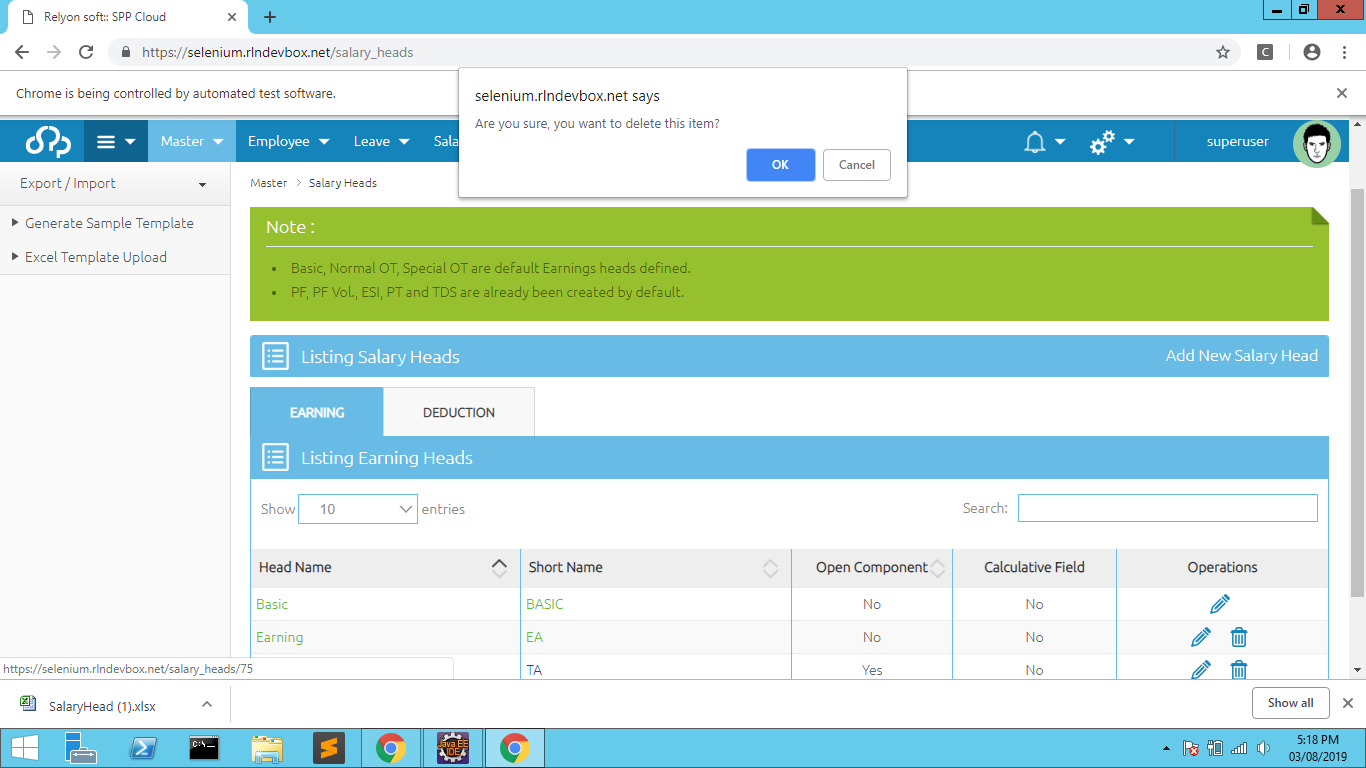 Relyon soft:: SPP Cloud
https://selenium.rlndevbox.net/salary_heads
C
Chrome is being controlled by automated test software.
selenium.rlndevbox.net says
Are you sure, you want to delete this item?
OK
Cancel
Master
Employee
Leave
Sala
superuser
Export / Import
Generate Sample Template
Excel Template Upload
Master > Salary Heads
Note :
• Basic, Normal OT, Special OT are default Earnings heads defined.
• PF, PF Vol., ESI, PT and TDS are already been created by default.
Listing Salary Heads
Add New Salary Head
EARNING
DEDUCTION
Listing Earning Heads
Show 10 entries
Search:
Head Name Short Name Open Component Calculative Field Operations
Basic BASIC No No
Earning EA No No
TA Yes No
https://selenium.rlndevbox.net/salary_heads/75
SalaryHead (1).xlsx
Show all
C:\_
Java EE
IDE
5:18 PM
03/08/2019